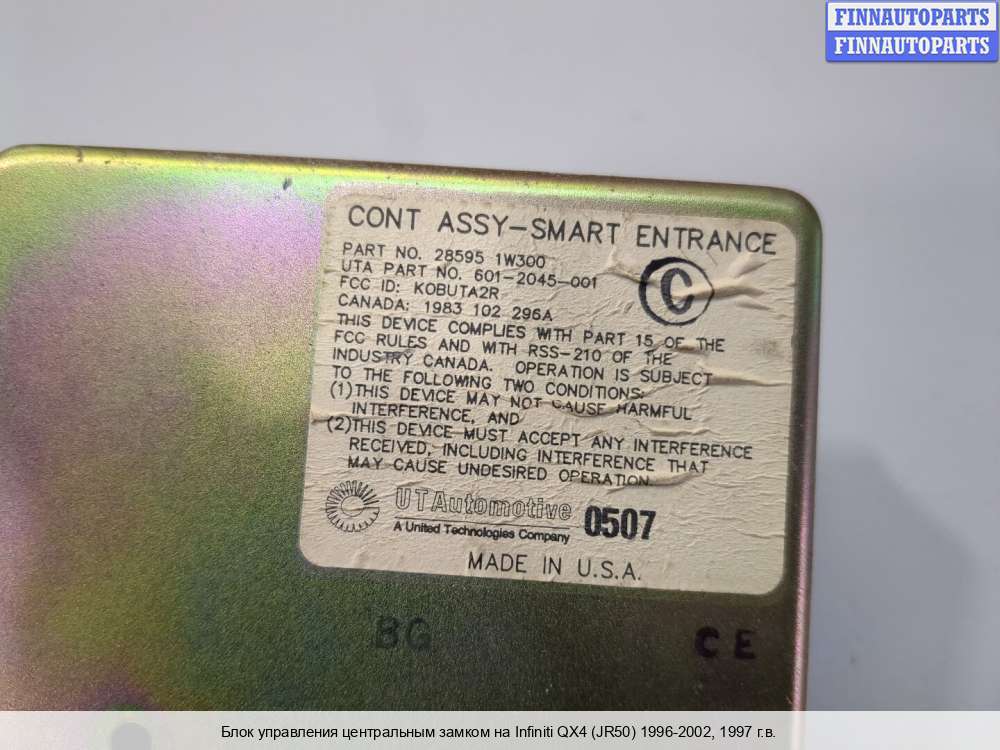 FINNAUTOPARTS
FINNAUTOPARTS
CONT ASSY-SMART ENTRANCE
PART NO. 28595 1W300
UTA PART NO. 601-2045-001
FCC ID: KOBUTA2R
CANADA: 1983 102 296A
C
THIS DEVICE COMPLIES WITH PART 15 OF THE
FCC RULES AND WITH RSS-210 OF THE
INDUSTRY CANADA. OPERATION IS SUBJECT
TO THE FOLLOWING TWO CONDITIONS:
(1)THIS DEVICE MAY NOT CAUSE HARMFUL
INTERFERENCE, AND
(2)THIS DEVICE MUST ACCEPT ANY INTERFERENCE
RECEIVED, INCLUDING INTERFERENCE THAT
MAY CAUSE UNDESIRED OPERATION.
UT Automotive
A United Technologies Company
0507
MADE IN U.S.A.
BG
CE
Блок управления центральным замком на Infiniti QX4 (JR50) 1996-2002, 1997 г.в.